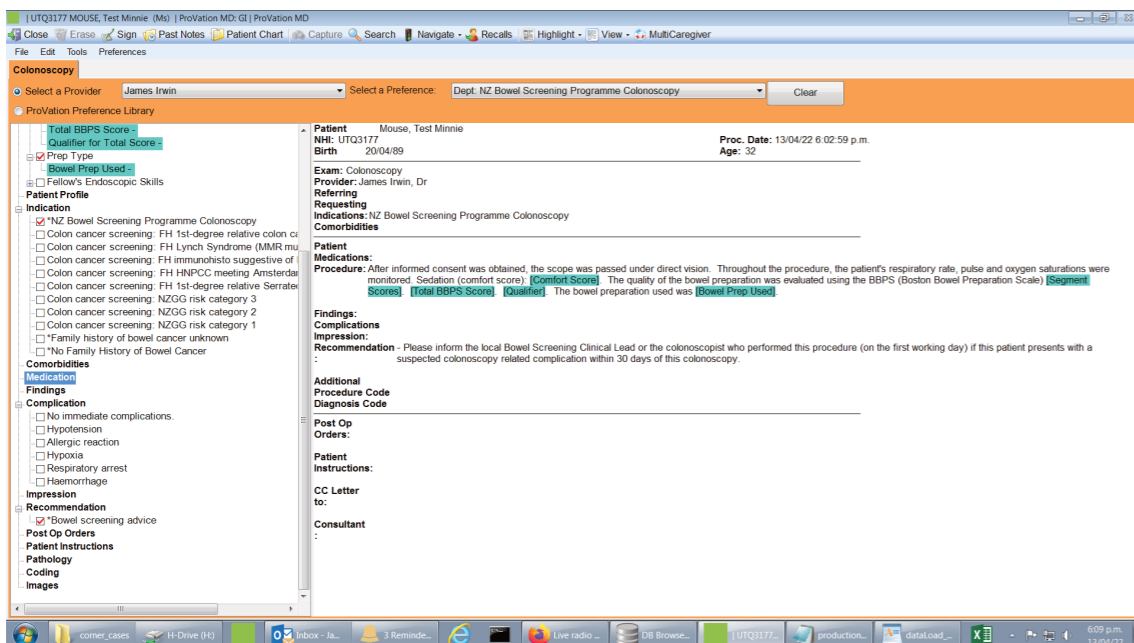 | UTQ3177 MOUSE, Test Minnie (Ms) | ProVation MD: GI | ProVation MD
Close Erase Sign Past Notes Patient Chart Capture Search Navigate - Recalls Highlight - View - MultiCaregiver
File Edit Tools Preferences
Colonoscopy
Select a Provider James Irwin Select a Preference: Dept: NZ Bowel Screening Programme Colonoscopy Clear
ProVation Preference Library
Total BBPS Score -
Qualifier for Total Score -
Prep Type
Bowel Prep Used -
Fellow's Endoscopic Skills
Patient Profile
Indication
*NZ Bowel Screening Programme Colonoscopy
Colon cancer screening: FH 1st-degree relative colon ca
Colon cancer screening: FH Lynch Syndrome (MMR mu
Colon cancer screening: FH immunohisto suggestive of
Colon cancer screening: FH HNPCC meeting Amsterda
Colon cancer screening: FH 1st-degree relative Serrate
Colon cancer screening: NZGG risk category 3
Colon cancer screening: NZGG risk category 2
Colon cancer screening: NZGG risk category 1
*Family history of bowel cancer unknown
*No Family History of Bowel Cancer
Comorbidities
Medication
Findings
Complication
No immediate complications.
Hypotension
Allergic reaction
Hypoxia
Respiratory arrest
Haemorrhage
Impression
Recommendation
*Bowel screening advice
Post Op Orders
Patient Instructions
Pathology
Coding
Images
Patient Mouse, Test Minnie
NHI: UTQ3177 Proc. Date: 13/04/22 6:02:59 p.m.
Birth 20/04/89 Age: 32
Exam: Colonoscopy
Provider: James Irwin, Dr
Referring
Requesting
Indications: NZ Bowel Screening Programme Colonoscopy
Comorbidities
Patient
Medications:
Procedure: After informed consent was obtained, the scope was passed under direct vision. Throughout the procedure, the patient's respiratory rate, pulse and oxygen saturations were
monitored. Sedation (comfort score): [Comfort Score]. The quality of the bowel preparation was evaluated using the BBPS (Boston Bowel Preparation Scale) [Segment
Scores]. [Total BBPS Score]. [Qualifier]. The bowel preparation used was [Bowel Prep Used].
Findings:
Complications
Impression:
Recommendation - Please inform the local Bowel Screening Clinical Lead or the colonoscopist who performed this procedure (on the first working day) if this patient presents with a
: suspected colonoscopy related complication within 30 days of this colonoscopy.
Additional
Procedure Code
Diagnosis Code
Post Op
Orders:
Patient
Instructions:
CC Letter
to:
Consultant
:
corner_cases H-Drive (H:) Inbox - Ja... 3 Reminde... Live radio ... DB Browse... | UTQ3177... production... dataLoad_... 6:09 p.m.
13/04/22